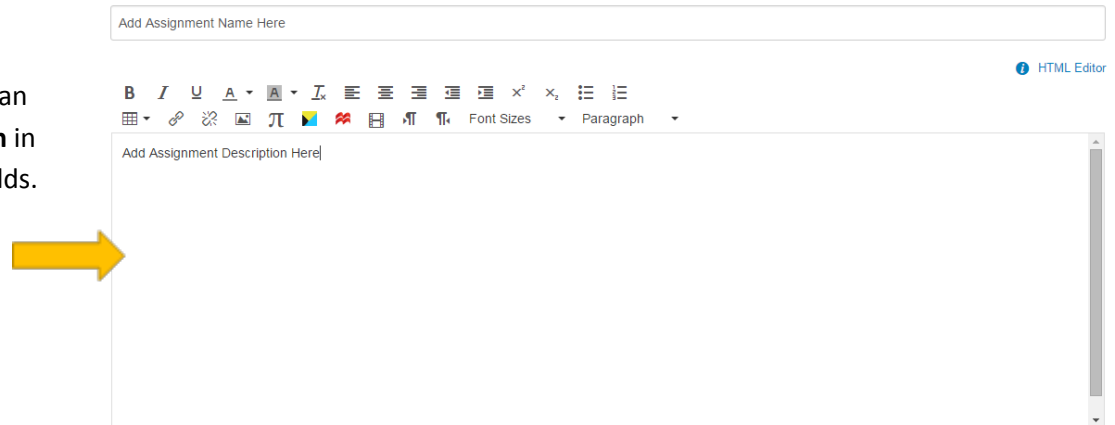 Add Assignment Name Here
HTML Editor
an
n in
lds.
Font Sizes Paragraph
Add Assignment Description Here